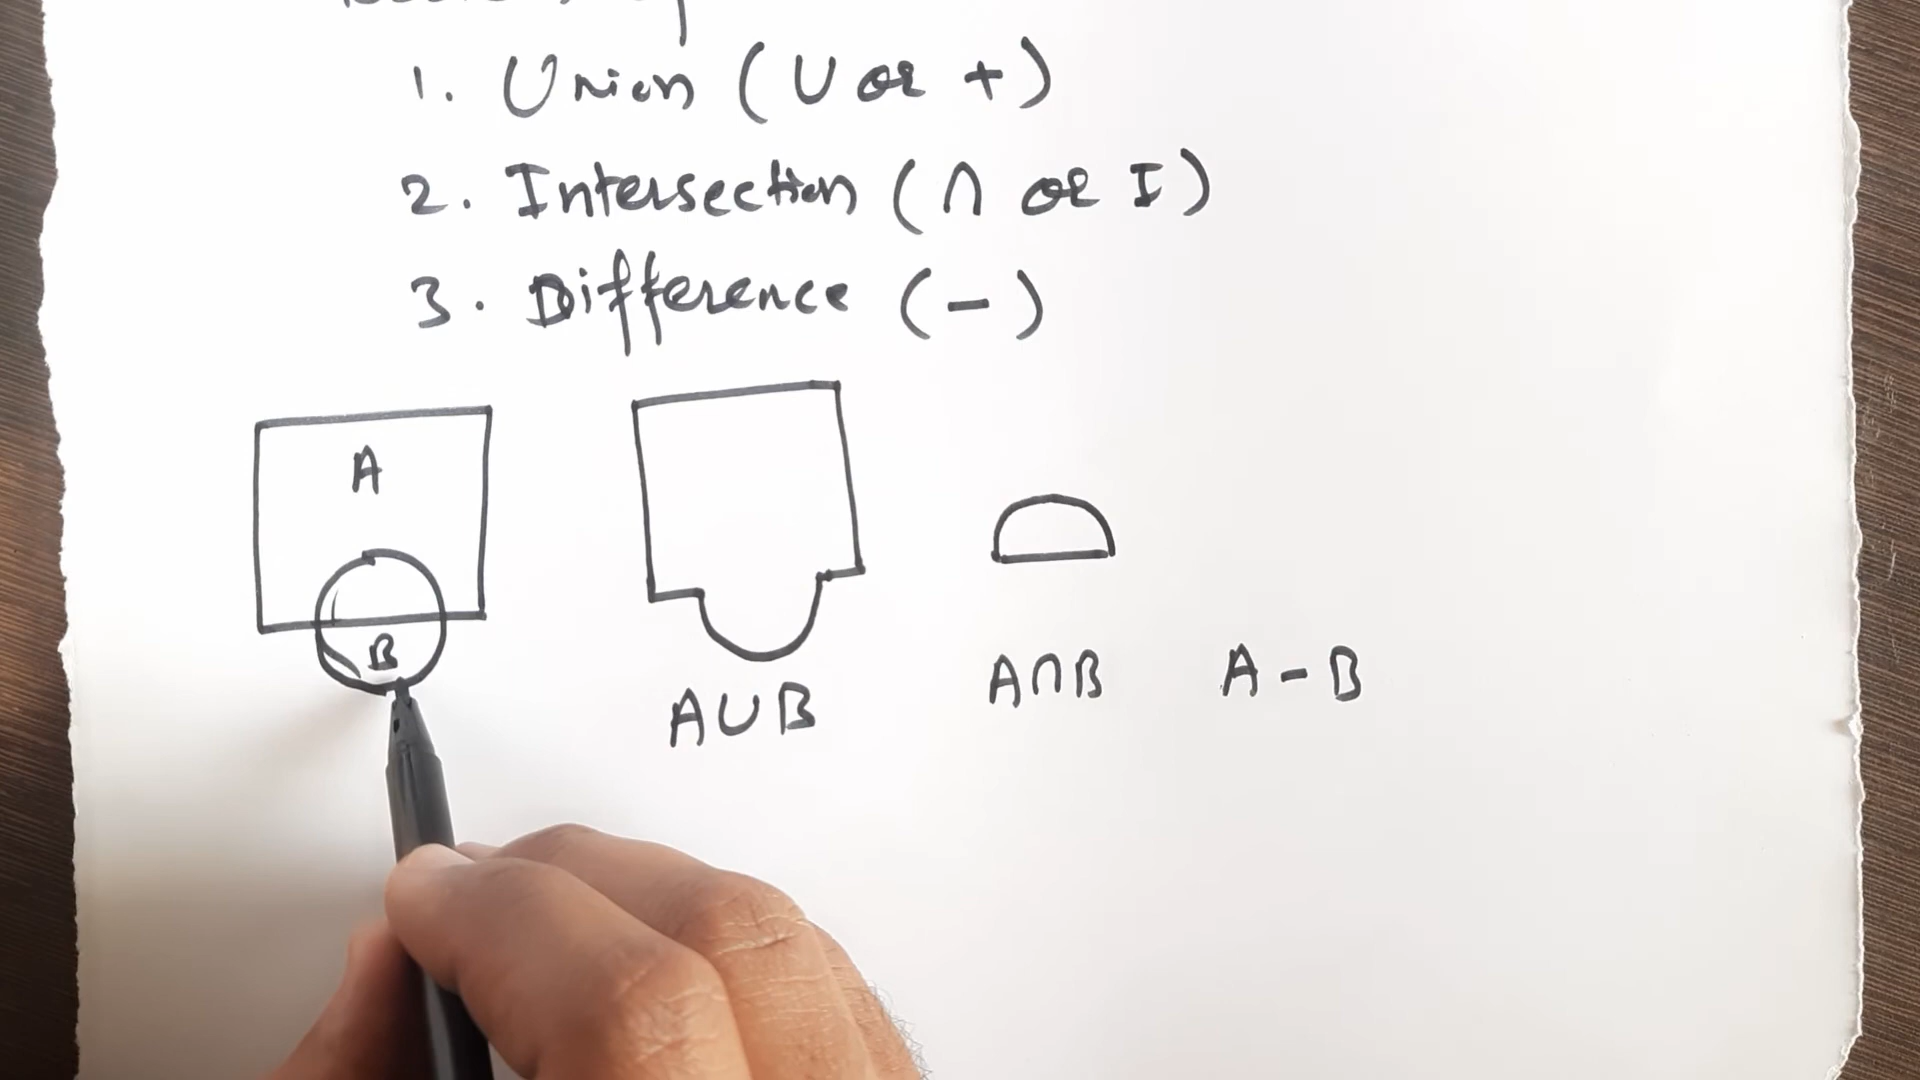 1. Union (U or +)
2. Intersection (∩ or I)
3. Difference (-)
A
B
A∪B
A∩B
A-B